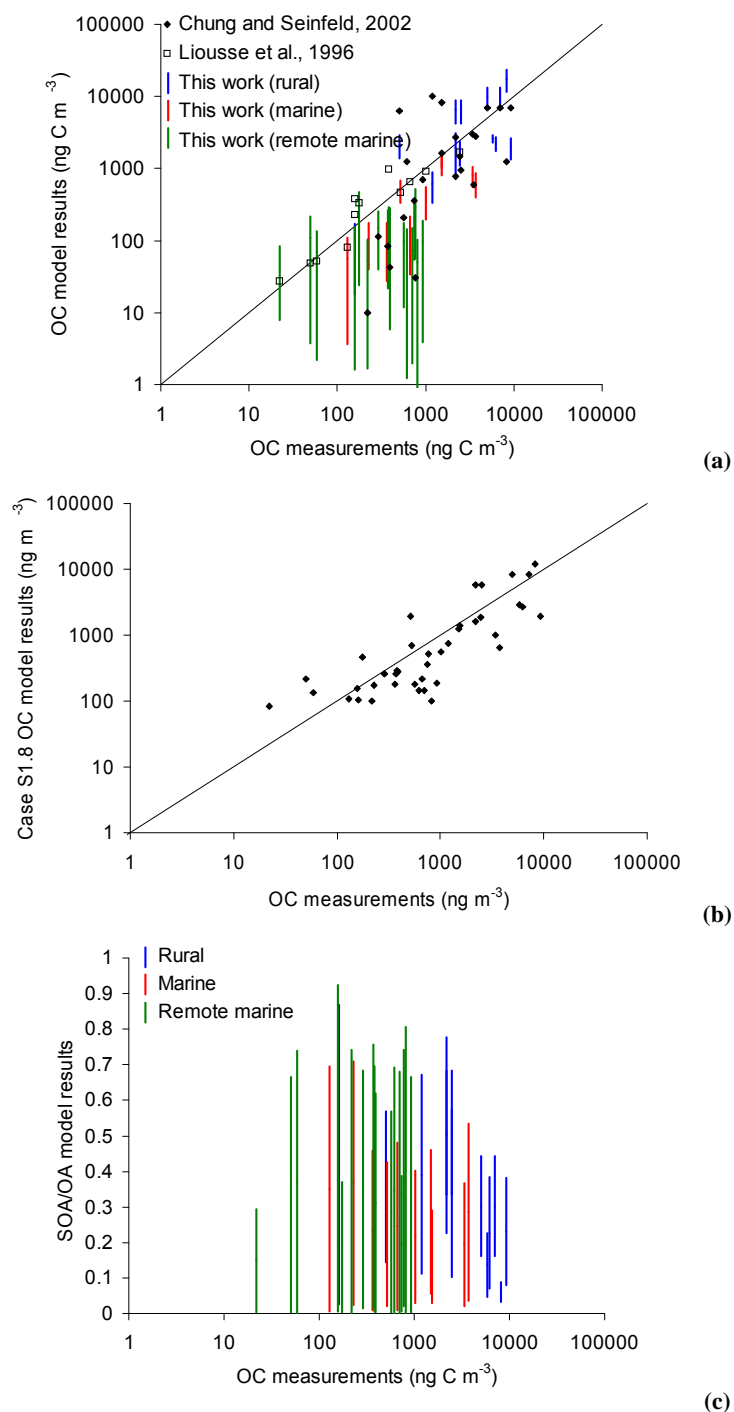 Chung and Seinfeld, 2002
Liousse et al., 1996
This work (rural)
This work (marine)
This work (remote marine)
100000
10000
1000
100
10
1
OC model results (ng C m⁻³)
1 10 100 1000 10000 100000
OC measurements (ng C m⁻³)
(a)
100000
10000
1000
100
10
1
Case S1.8 OC model results (ng m⁻³)
1 10 100 1000 10000 100000
OC measurements (ng m⁻³)
(b)
Rural
Marine
Remote marine
1
0.9
0.8
0.7
0.6
0.5
0.4
0.3
0.2
0.1
0
SOA/OA model results
1 10 100 1000 10000 100000
OC measurements (ng C m⁻³)
(c)